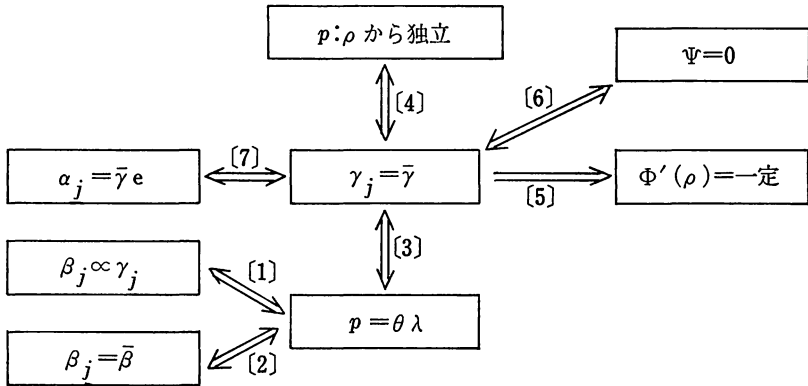 p:ρから独立
Ψ=0
〔4〕
〔6〕
α_j=γ̄e
〔7〕
γ_j=γ̄
〔5〕
Φ′(ρ)=一定
〔3〕
β_j∝γ_j
〔1〕
p=θλ
β_j=β̄
〔2〕